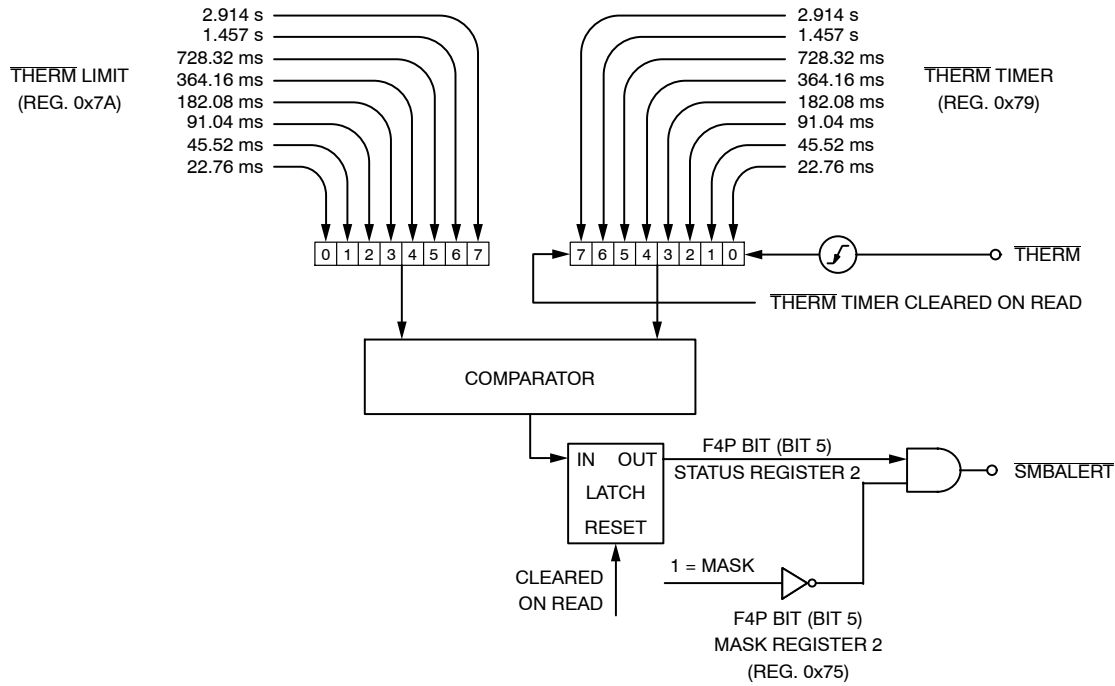 2.914 s
1.457 s
728.32 ms
364.16 ms
182.08 ms
91.04 ms
45.52 ms
22.76 ms
THERM LIMIT
(REG. 0x7A)
2.914 s
1.457 s
728.32 ms
364.16 ms
182.08 ms
91.04 ms
45.52 ms
22.76 ms
THERM TIMER
(REG. 0x79)
0 1 2 3 4 5 6 7
7 6 5 4 3 2 1 0
THERM
THERM TIMER CLEARED ON READ
COMPARATOR
IN OUT
LATCH
RESET
F4P BIT (BIT 5)
STATUS REGISTER 2
SMBALERT
CLEARED
ON READ
1 = MASK
F4P BIT (BIT 5)
MASK REGISTER 2
(REG. 0x75)